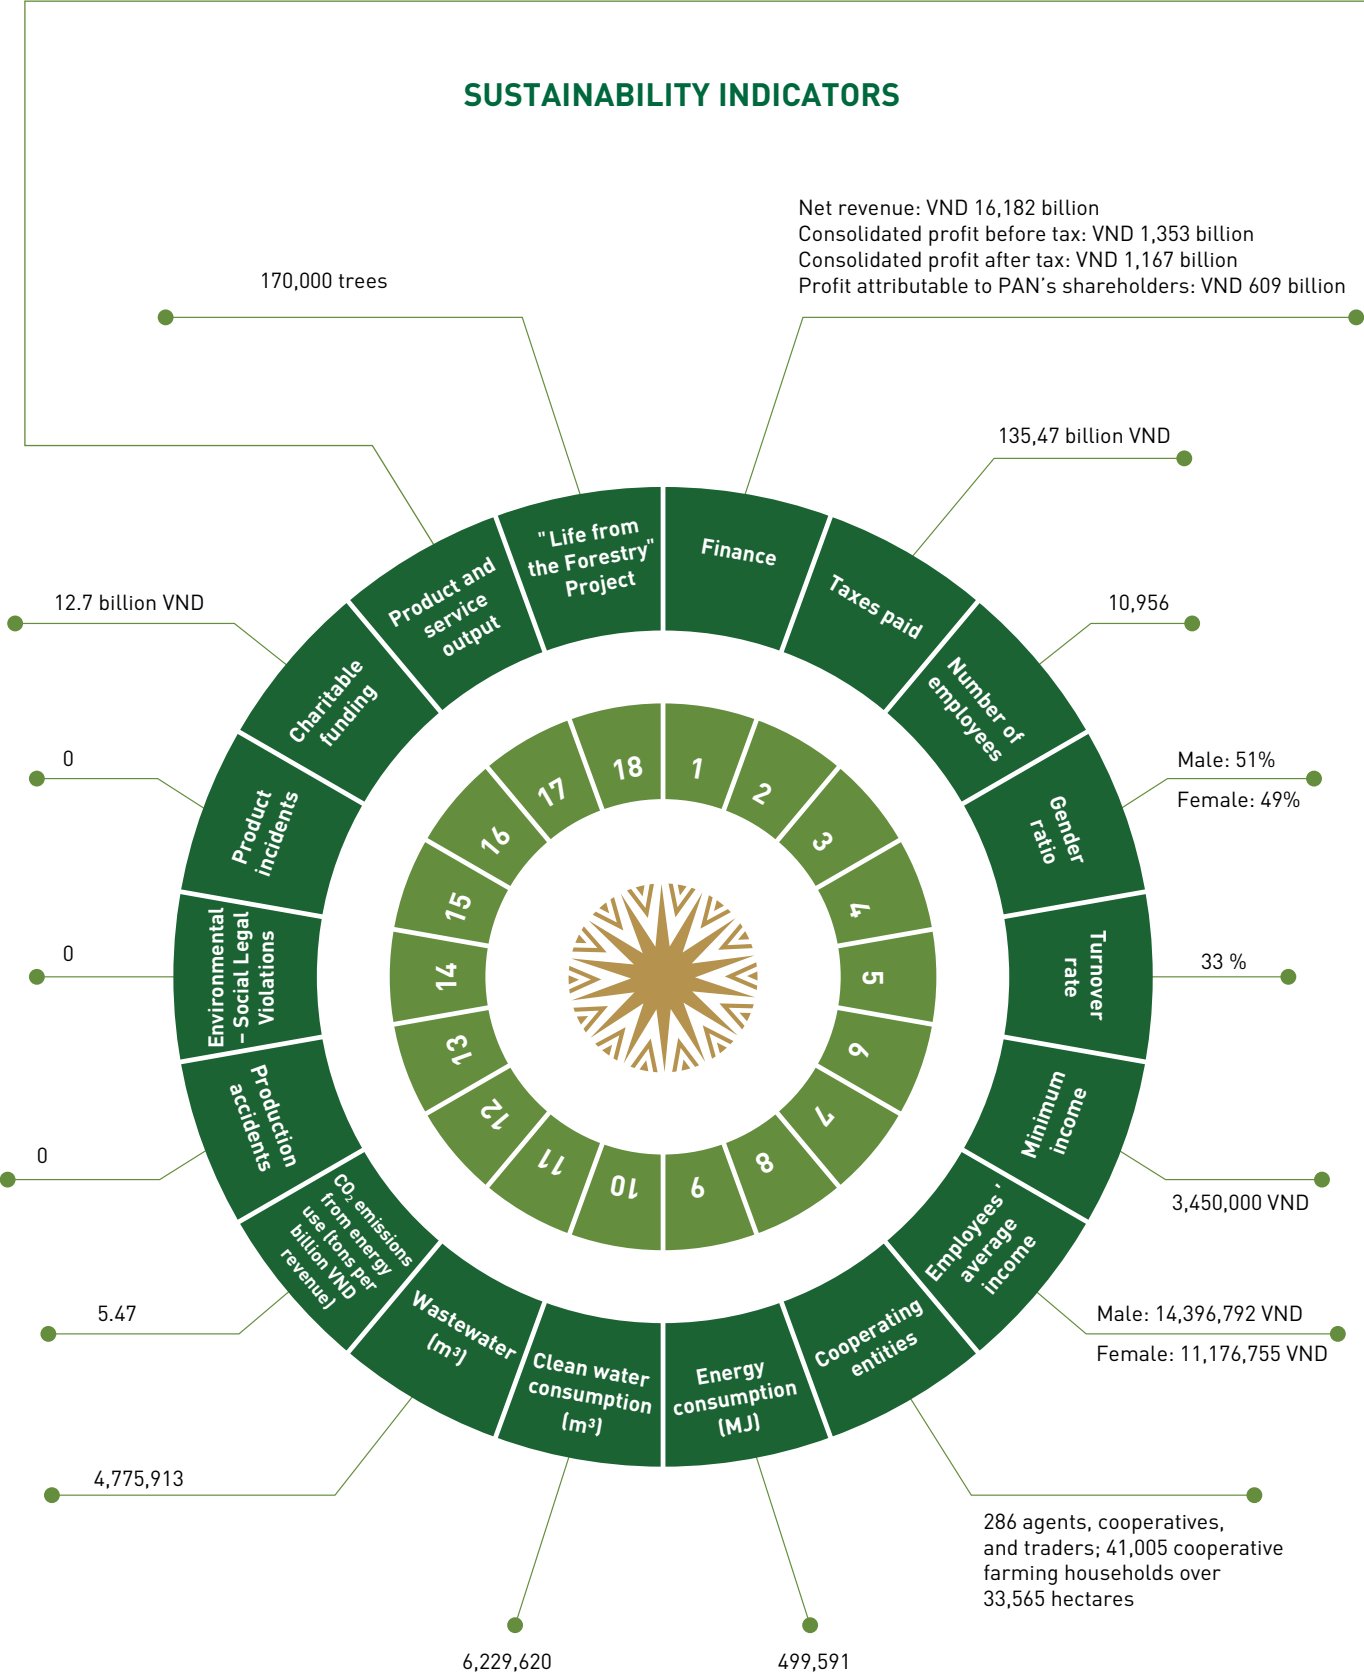 SUSTAINABILITY INDICATORS
Net revenue: VND 16,182 billion
Consolidated profit before tax: VND 1,353 billion
Consolidated profit after tax: VND 1,167 billion
Profit attributable to PAN's shareholders: VND 609 billion
170,000 trees
135,47 billion VND
12.7 billion VND
10,956
0
Male: 51%
Female: 49%
0
33 %
0
3,450,000 VND
5.47
Male: 14,396,792 VND
Female: 11,176,755 VND
4,775,913
286 agents, cooperatives,
and traders; 41,005 cooperative
farming households over
33,565 hectares
6,229,620
499,591
Finance
Taxes paid
Number of
employees
Gender
ratio
Turnover
rate
Minimum
income
Employees '
average
income
Cooperating
entities
Energy
consumption
(MJ)
Clean water
consumption
(m³)
Wastewater
(m³)
CO₂ emissions
from energy
use (tons per
billion VND
revenue)
Production
accidents
Environmental
– Social Legal
Violations
Product
incidents
Charitable
funding
Product and
service
output
"Life from
the Forestry"
Project
1
2
3
4
5
6
7
8
9
10
11
12
13
14
15
16
17
18